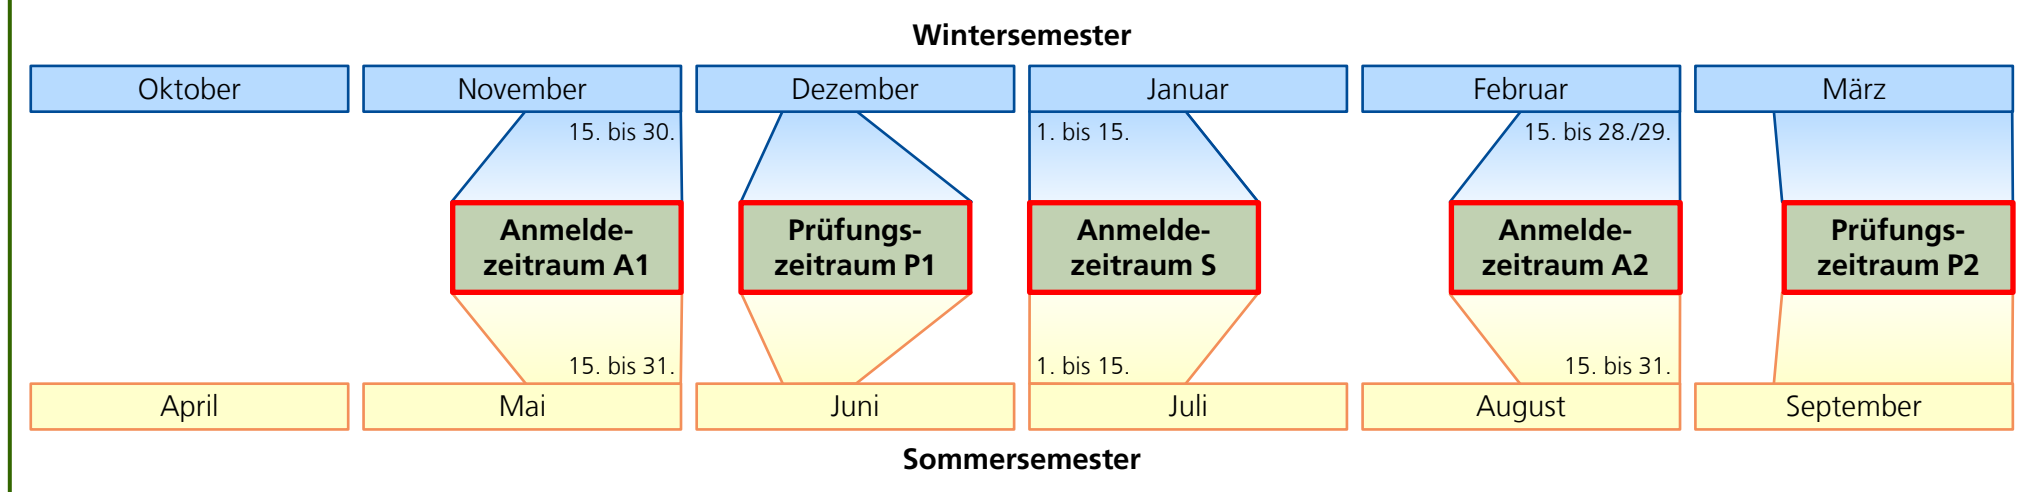 Wintersemester
Oktober
November
Dezember
Januar
Februar
März
15. bis 30.
1. bis 15.
15. bis 28./29.
Anmelde-
zeitraum A1
Prüfungs-
zeitraum P1
Anmelde-
zeitraum S
Anmelde-
zeitraum A2
Prüfungs-
zeitraum P2
15. bis 31.
1. bis 15.
15. bis 31.
April
Mai
Juni
Juli
August
September
Sommersemester